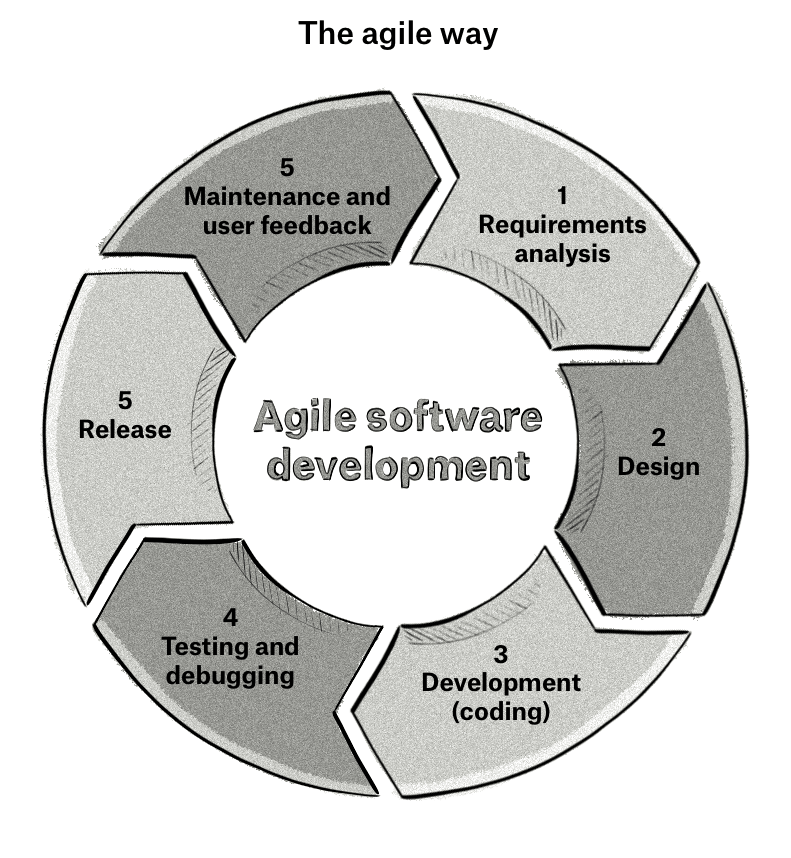 The agile way
5
Maintenance and
user feedback
1
Requirements
analysis
5
Release
Agile software
development
2
Design
4
Testing and
debugging
3
Development
(coding)